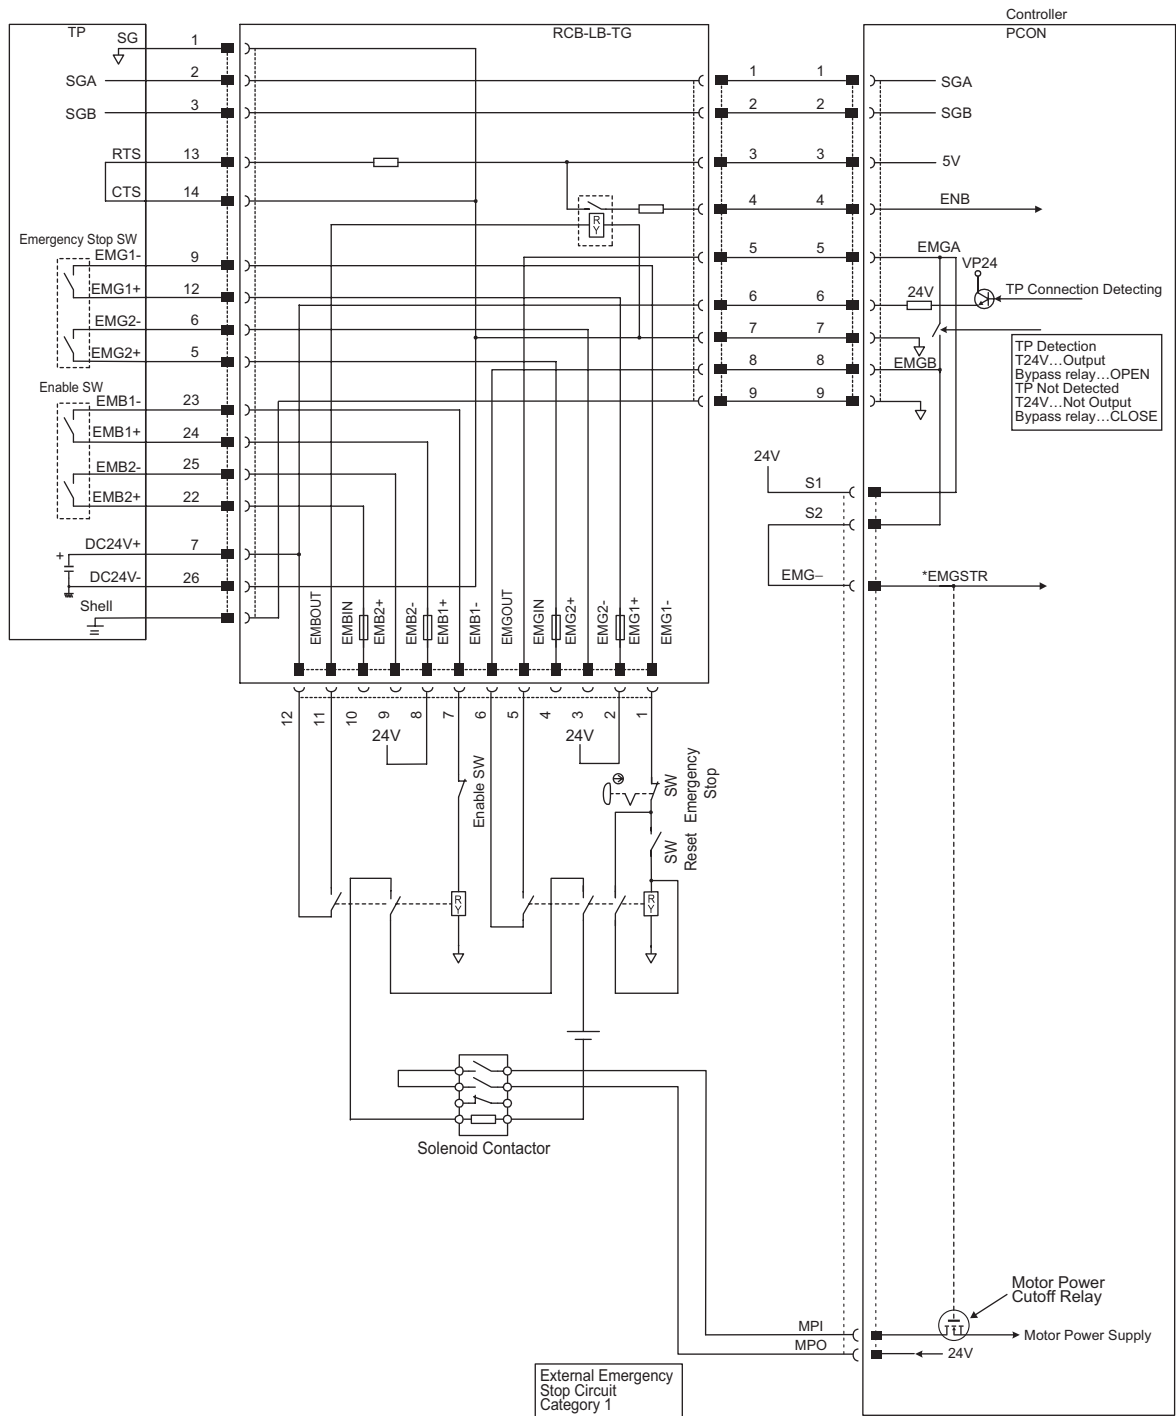 Controller
TP
RCB-LB-TG
PCON
SG 1
SGA 2 1 1 SGA
SGB 3 2 2 SGB
RTS 13 3 3 5V
CTS 14 4 4 ENB
RY
Emergency Stop SW
EMG1- 9 5 5 EMGA
VP24
EMG1+ 12 6 6 24V TP Connection Detecting
EMG2- 6 7 7
EMG2+ 5 8 8 EMGB
TP Detection
T24V...Output
Bypass relay...OPEN
TP Not Detected
T24V...Not Output
Bypass relay...CLOSE
Enable SW
EMB1- 23 9 9
EMB1+ 24
EMB2- 25
EMB2+ 22
24V
S1
S2
DC24V+ 7
+
DC24V- 26
EMG–
*EMGSTR
Shell
EMBOUT
EMBIN
EMB2+
EMB2-
EMB1+
EMB1-
EMGOUT
EMGIN
EMG2+
EMG2-
EMG1+
EMG1-
12 11 10 9 8 7 6 5 4 3 2 1
24V
24V
Enable SW
Emergency Stop SW
Reset SW
RY
RY
Solenoid Contactor
Motor Power
Cutoff Relay
MPI
Motor Power Supply
MPO
24V
External Emergency
Stop Circuit
Category 1